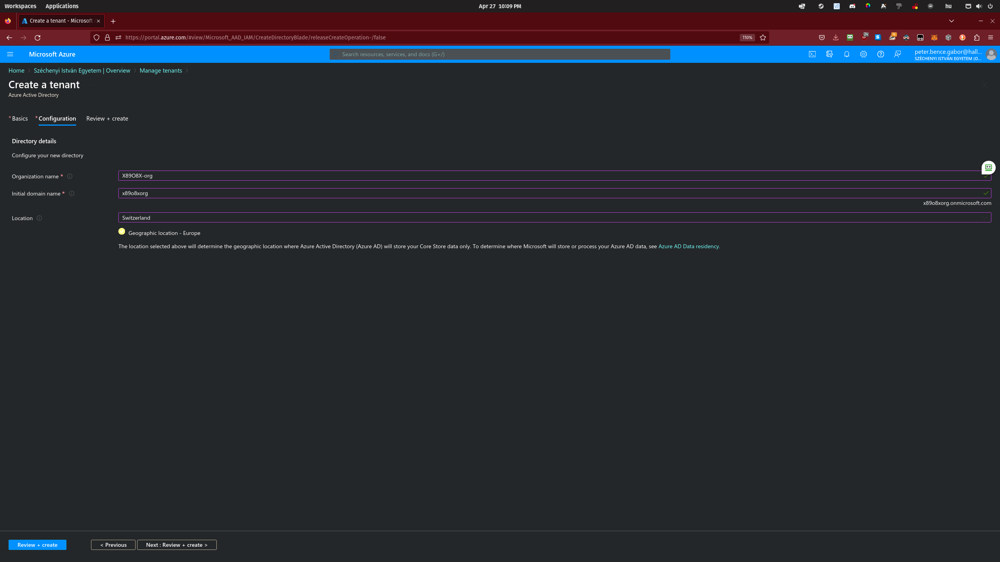 Workspaces Applications Apr 27 10:09 PM hu
Create a tenant - Microsoft
https://portal.azure.com/#view/Microsoft_AAD_IAM/CreateDirectoryBlade/releaseCreateOperation~/false 110% 24 4
Microsoft Azure Search resources, services, and docs (G+/) peter.bence.gabor@hall...
SZÉCHENYI ISTVÁN EGYETEM (O...
Home > Széchenyi István Egyetem | Overview > Manage tenants >
Create a tenant
Azure Active Directory
* Basics * Configuration Review + create
Directory details
Configure your new directory
Organization name * X89O8X-org
Initial domain name * x89o8xorg
x89o8xorg.onmicrosoft.com
Location Switzerland
Geographic location - Europe
The location selected above will determine the geographic location where Azure Active Directory (Azure AD) will store your Core Store data only. To determine where Microsoft will store or process your Azure AD data, see Azure AD Data residency.
Review + create < Previous Next : Review + create >